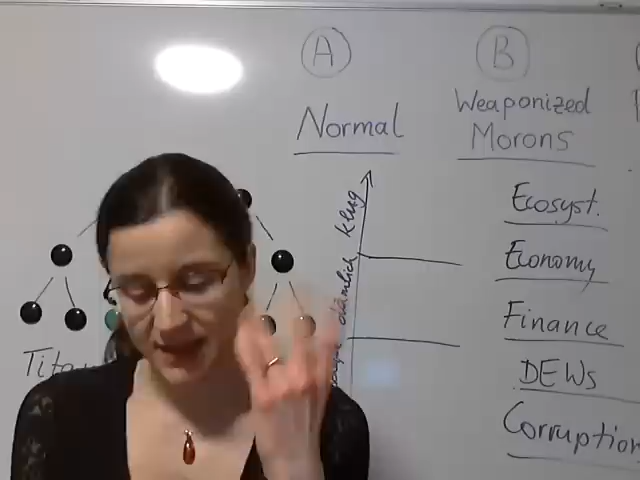 A
B
Normal
Weaponized
Morons
klug
dämlich
Ecosyst.
Economy
Finance
DEWs
Corruption